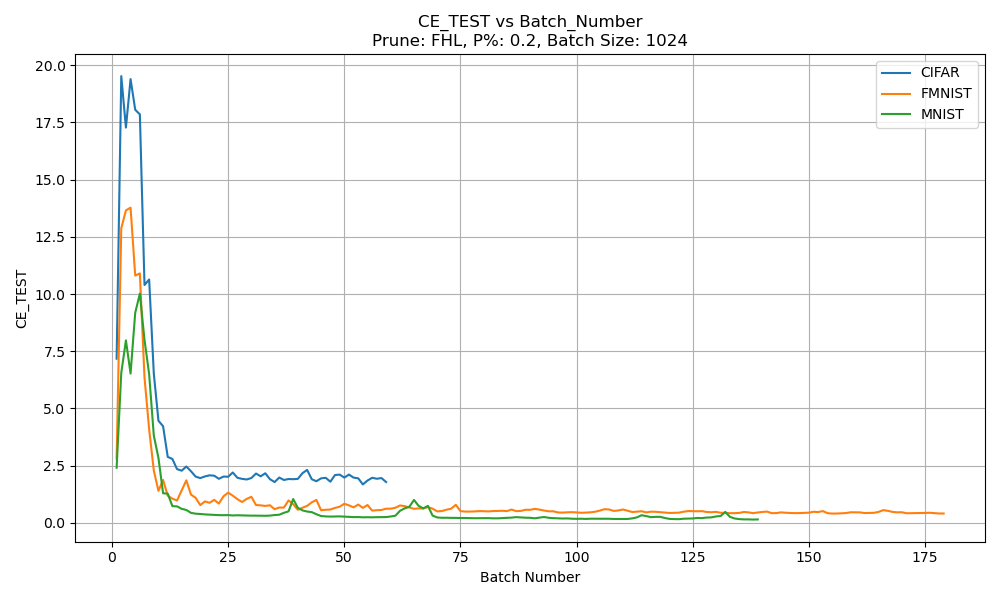 CE_TEST vs Batch_Number
Prune: FHL, P%: 0.2, Batch Size: 1024
CIFAR
FMNIST
MNIST
20.0
17.5
15.0
12.5
10.0
7.5
5.0
2.5
0.0
CE_TEST
0 25 50 75 100 125 150 175
Batch Number